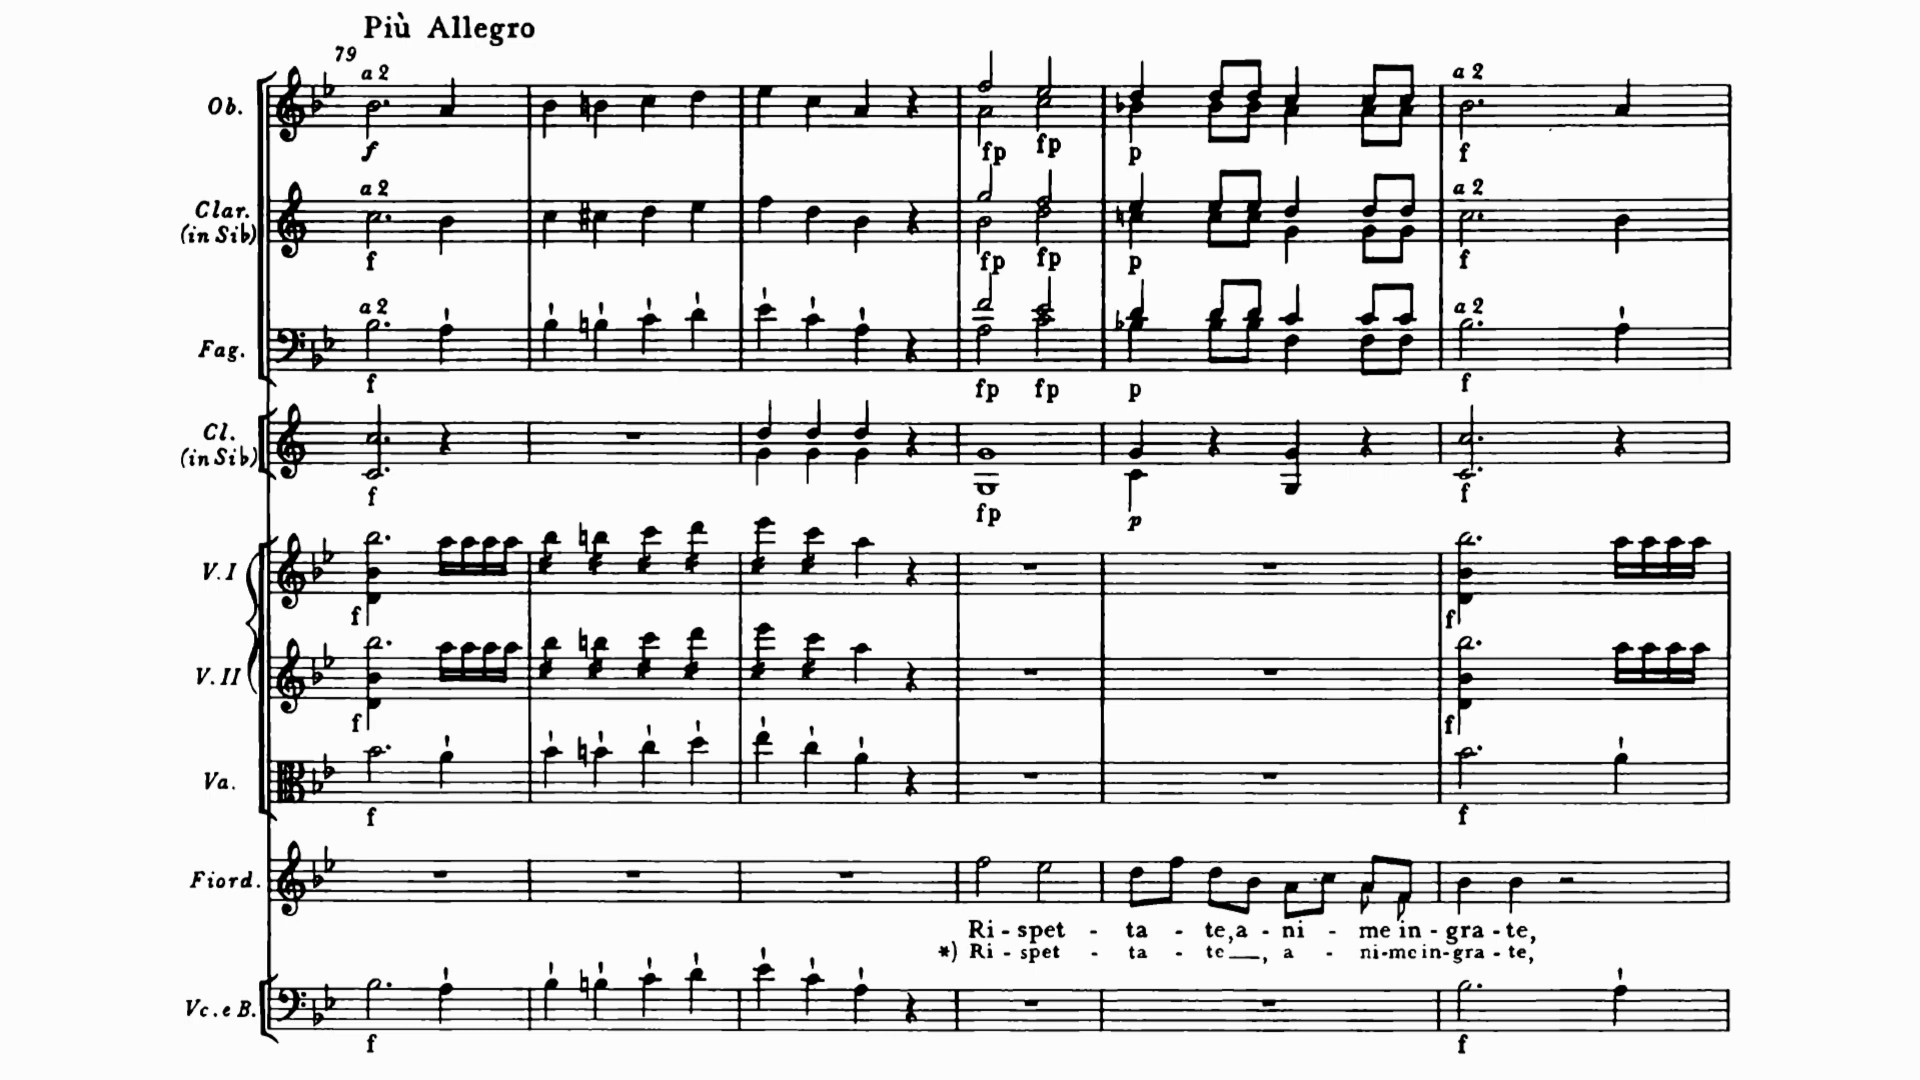 Più Allegro
79
a 2
a 2
Ob.
f
fp
fp
p
f
a 2
a 2
Clar.
(in Sib)
f
fp
fp
p
f
a 2
a 2
Fag.
f
fp
fp
p
f
Cl.
(in Sib)
f
fp
p
f
V. I
f
f
V. II
f
f
Va.
f
f
Fiord.
Ri - spet - ta - te, a - ni - me in - gra - te,
*) Ri - spet - ta - te__, a - ni-me in-gra - te,
Vc. e B.
f
f